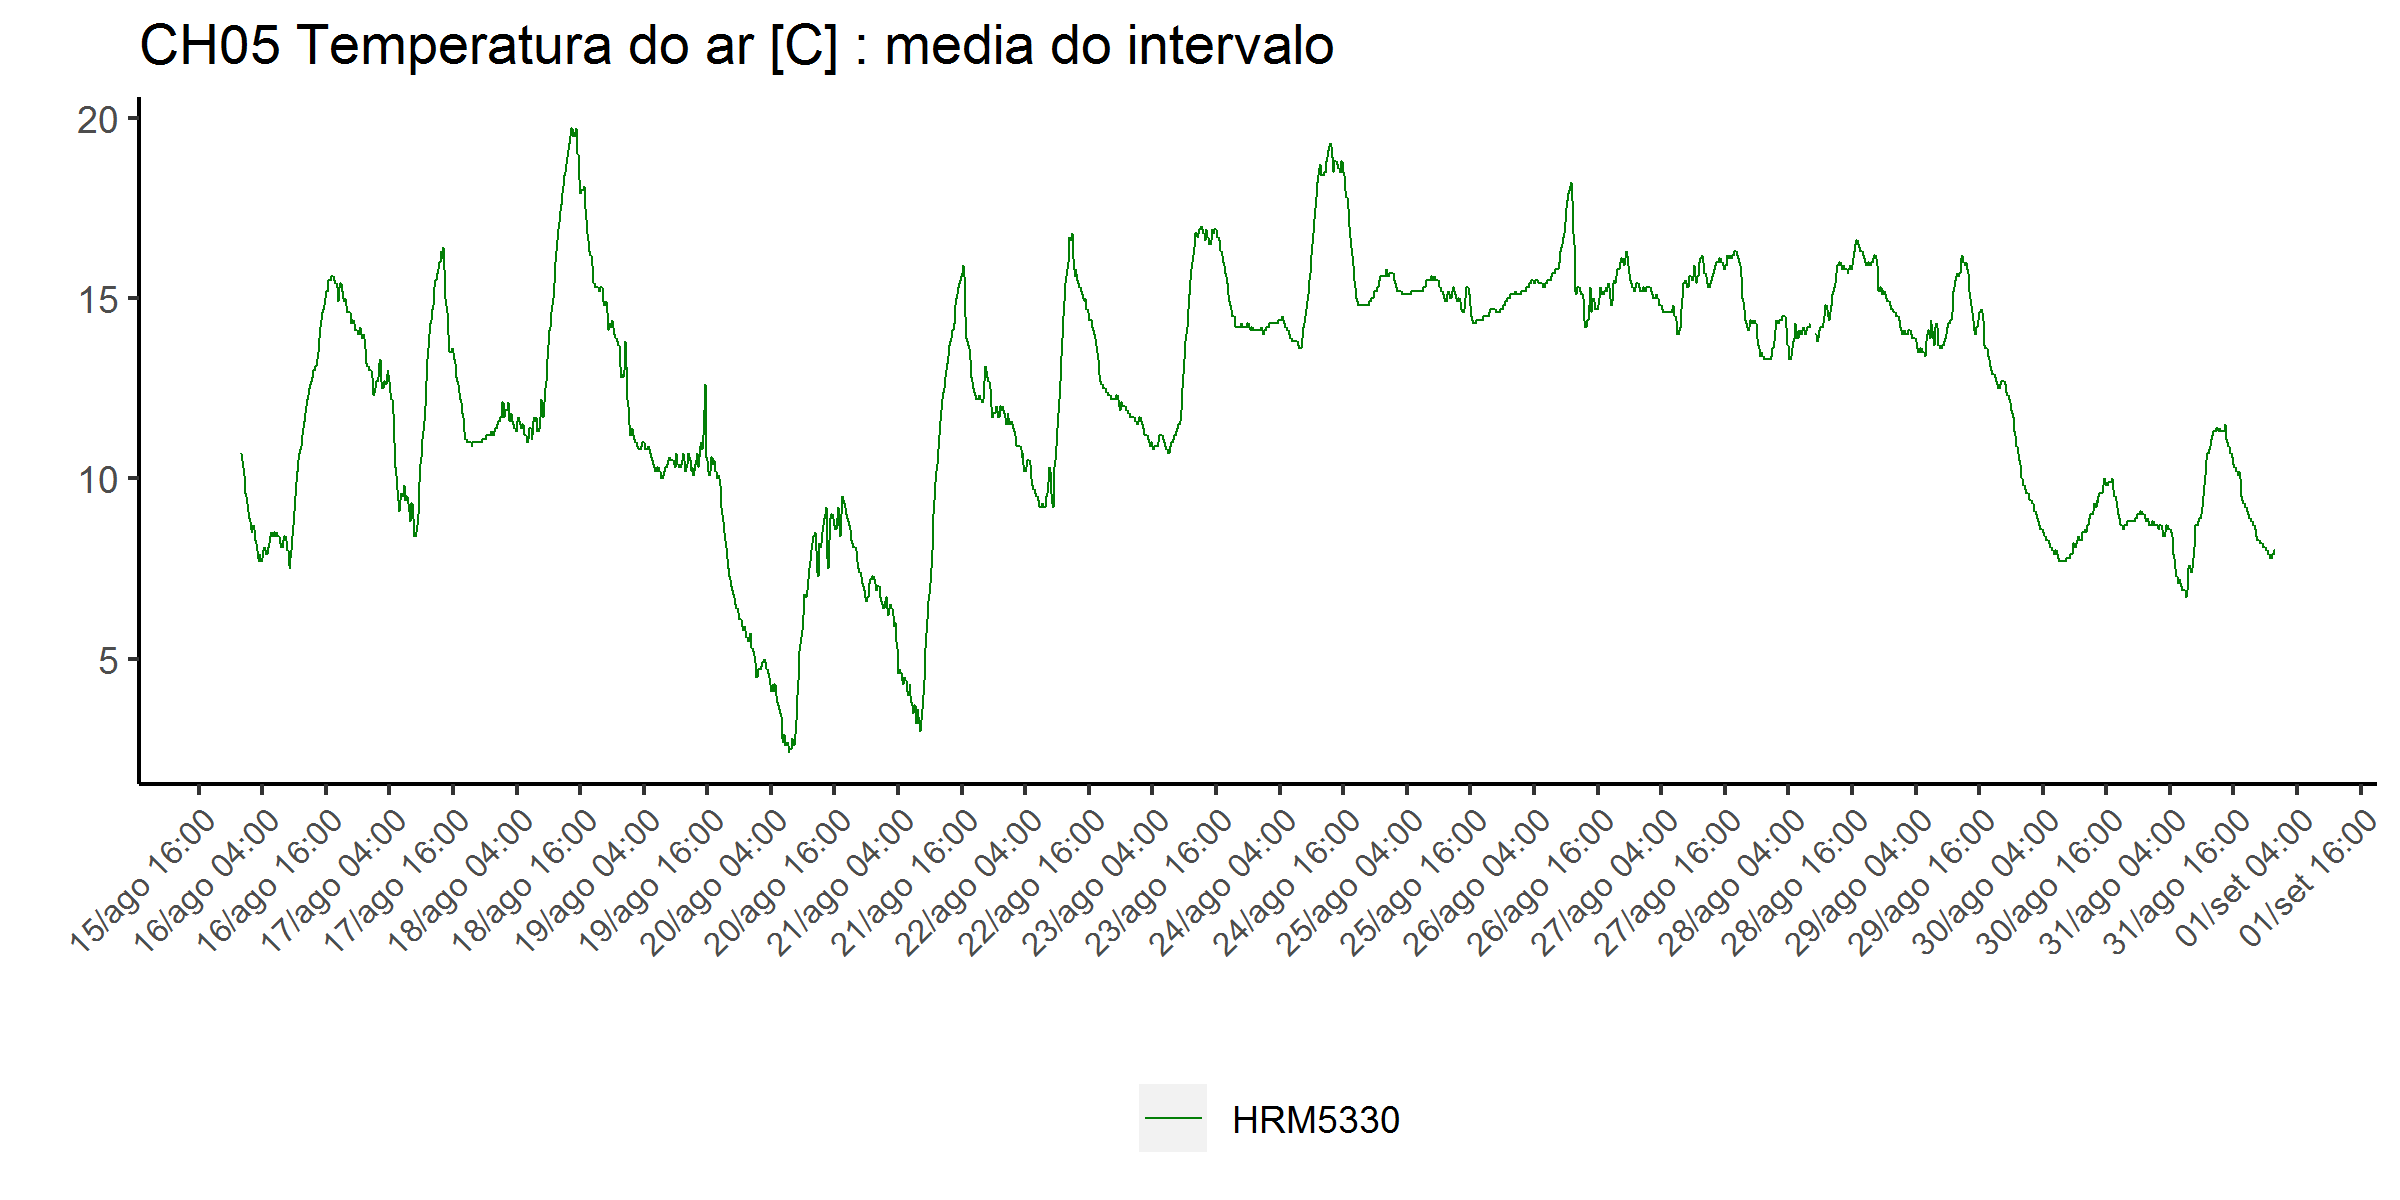 CH05 Temperatura do ar [C] : media do intervalo
20
15
10
5
15/ago 16:00
16/ago 04:00
16/ago 16:00
17/ago 04:00
17/ago 16:00
18/ago 04:00
18/ago 16:00
19/ago 04:00
19/ago 16:00
20/ago 04:00
20/ago 16:00
21/ago 04:00
21/ago 16:00
22/ago 04:00
22/ago 16:00
23/ago 04:00
23/ago 16:00
24/ago 04:00
24/ago 16:00
25/ago 04:00
25/ago 16:00
26/ago 04:00
26/ago 16:00
27/ago 04:00
27/ago 16:00
28/ago 04:00
28/ago 16:00
29/ago 04:00
29/ago 16:00
30/ago 04:00
30/ago 16:00
31/ago 04:00
31/ago 16:00
01/set 04:00
01/set 16:00
HRM5330